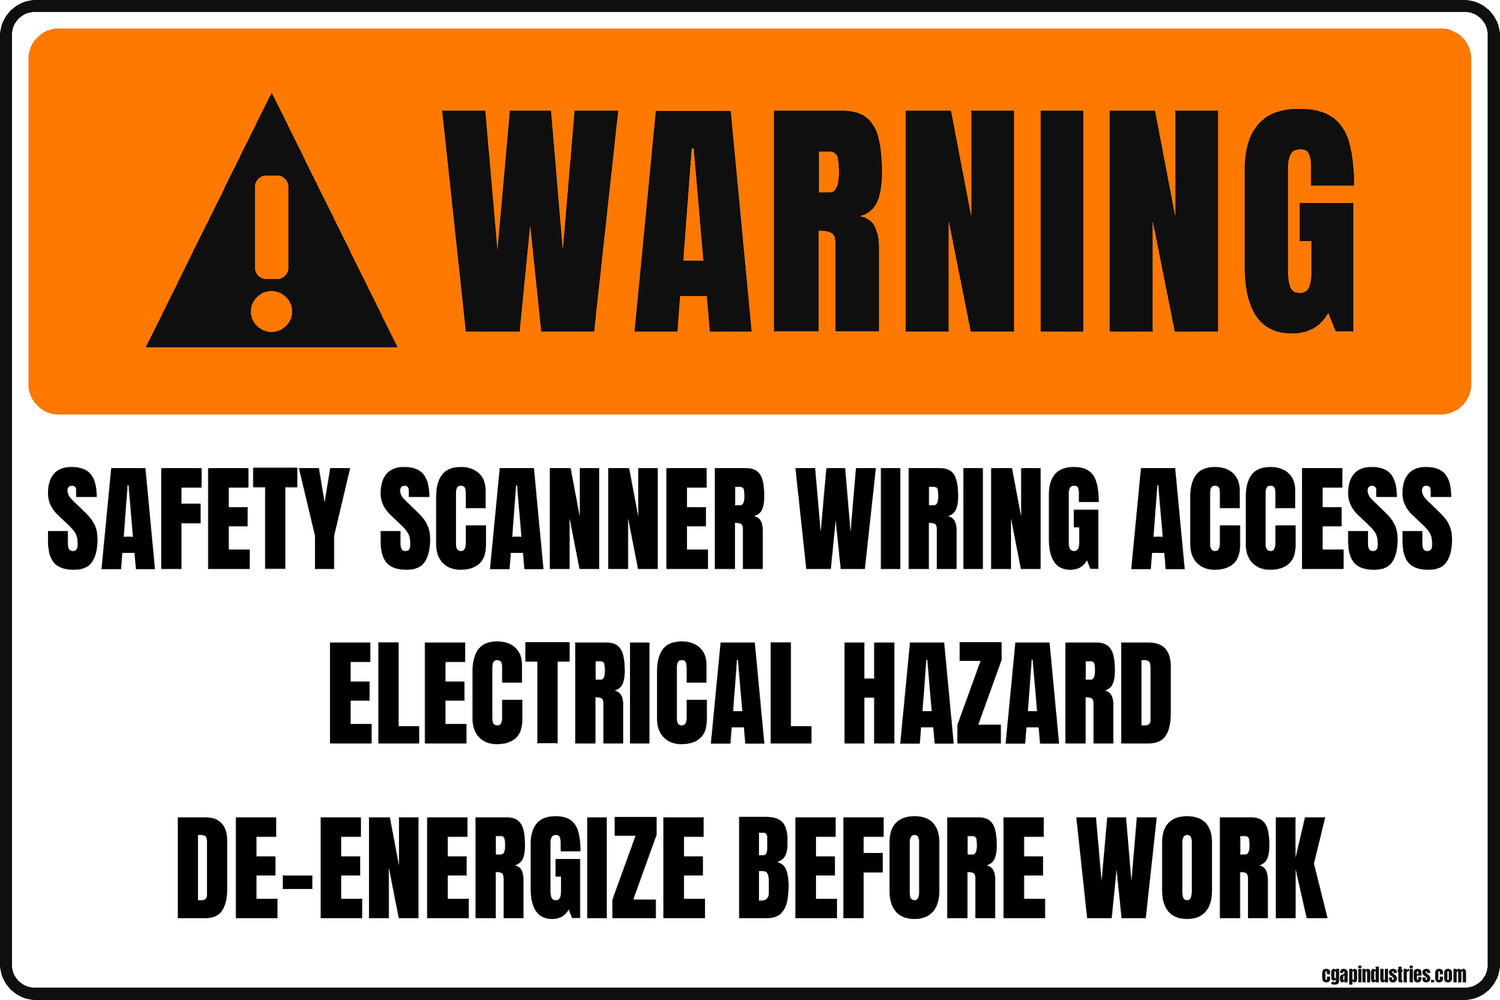 WARNING
SAFETY SCANNER WIRING ACCESS
ELECTRICAL HAZARD
DE-ENERGIZE BEFORE WORK
cgapindustries.com